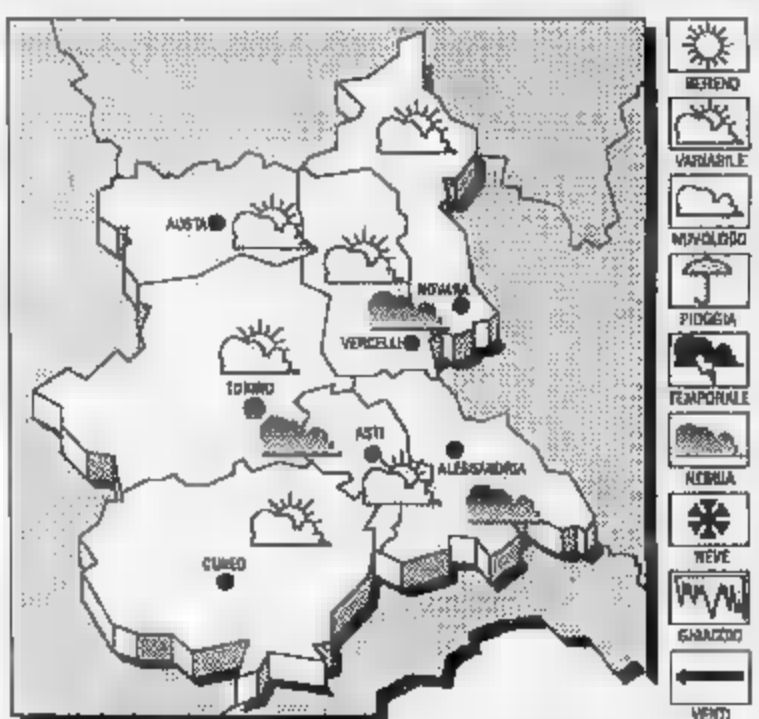 SERENO
VARIABILE
NUVOLOSO
PIOGGIA
TEMPORALE
NEBBIA
NEVE
GHIACCIO
VENTI
AOSTA
NOVARA
VERCELLI
TORINO
ASTI
ALESSANDRIA
CUNEO